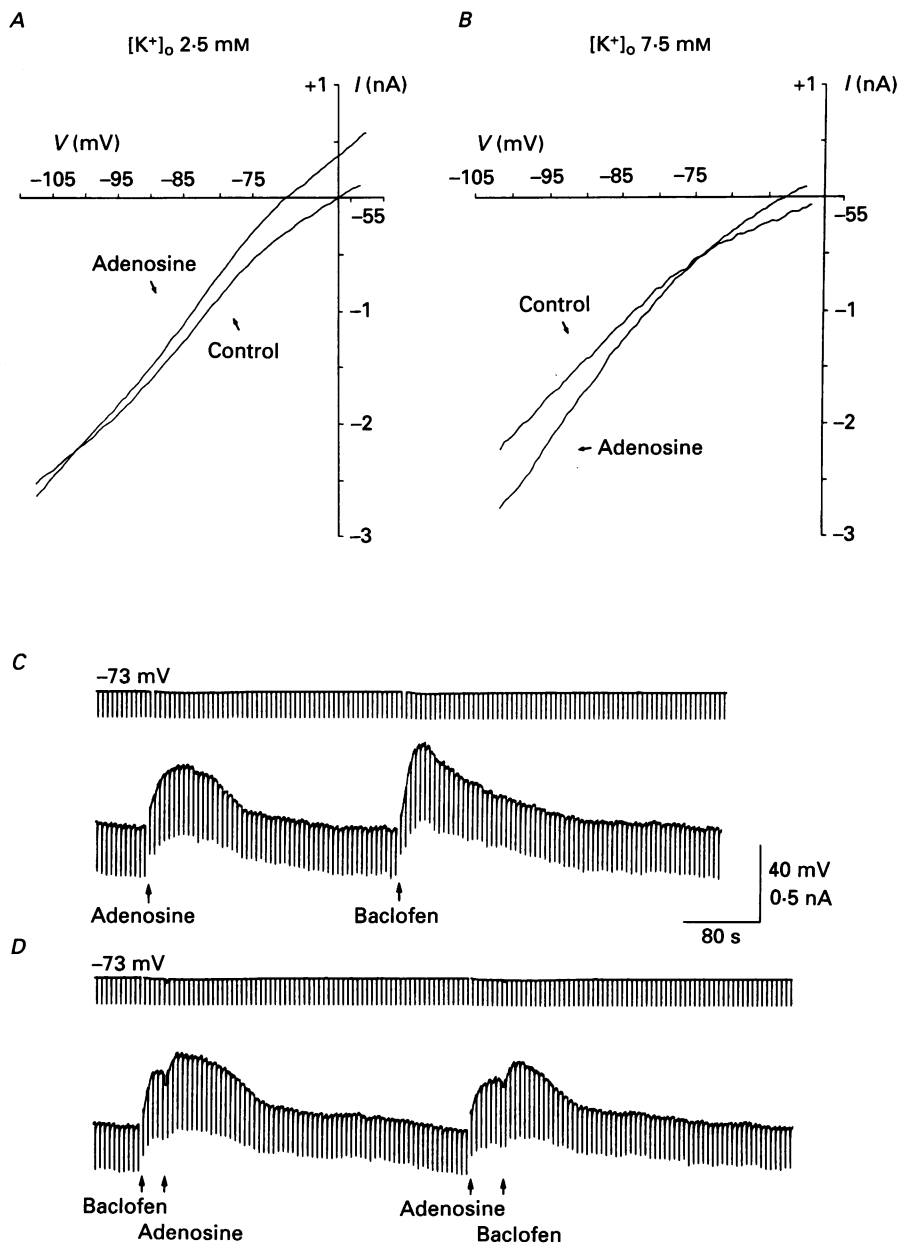 A
[K⁺]ₒ 2·5 mM
+1 I (nA)
V (mV)
−105 −95 −85 −75
−55
Adenosine
Control
−1
−2
−3
B
[K⁺]ₒ 7·5 mM
+1 I (nA)
V (mV)
−105 −95 −85 −75
−55
Control
Adenosine
−1
−2
−3
C
−73 mV
Adenosine
Baclofen
40 mV
0·5 nA
80 s
D
−73 mV
Baclofen
Adenosine
Adenosine
Baclofen